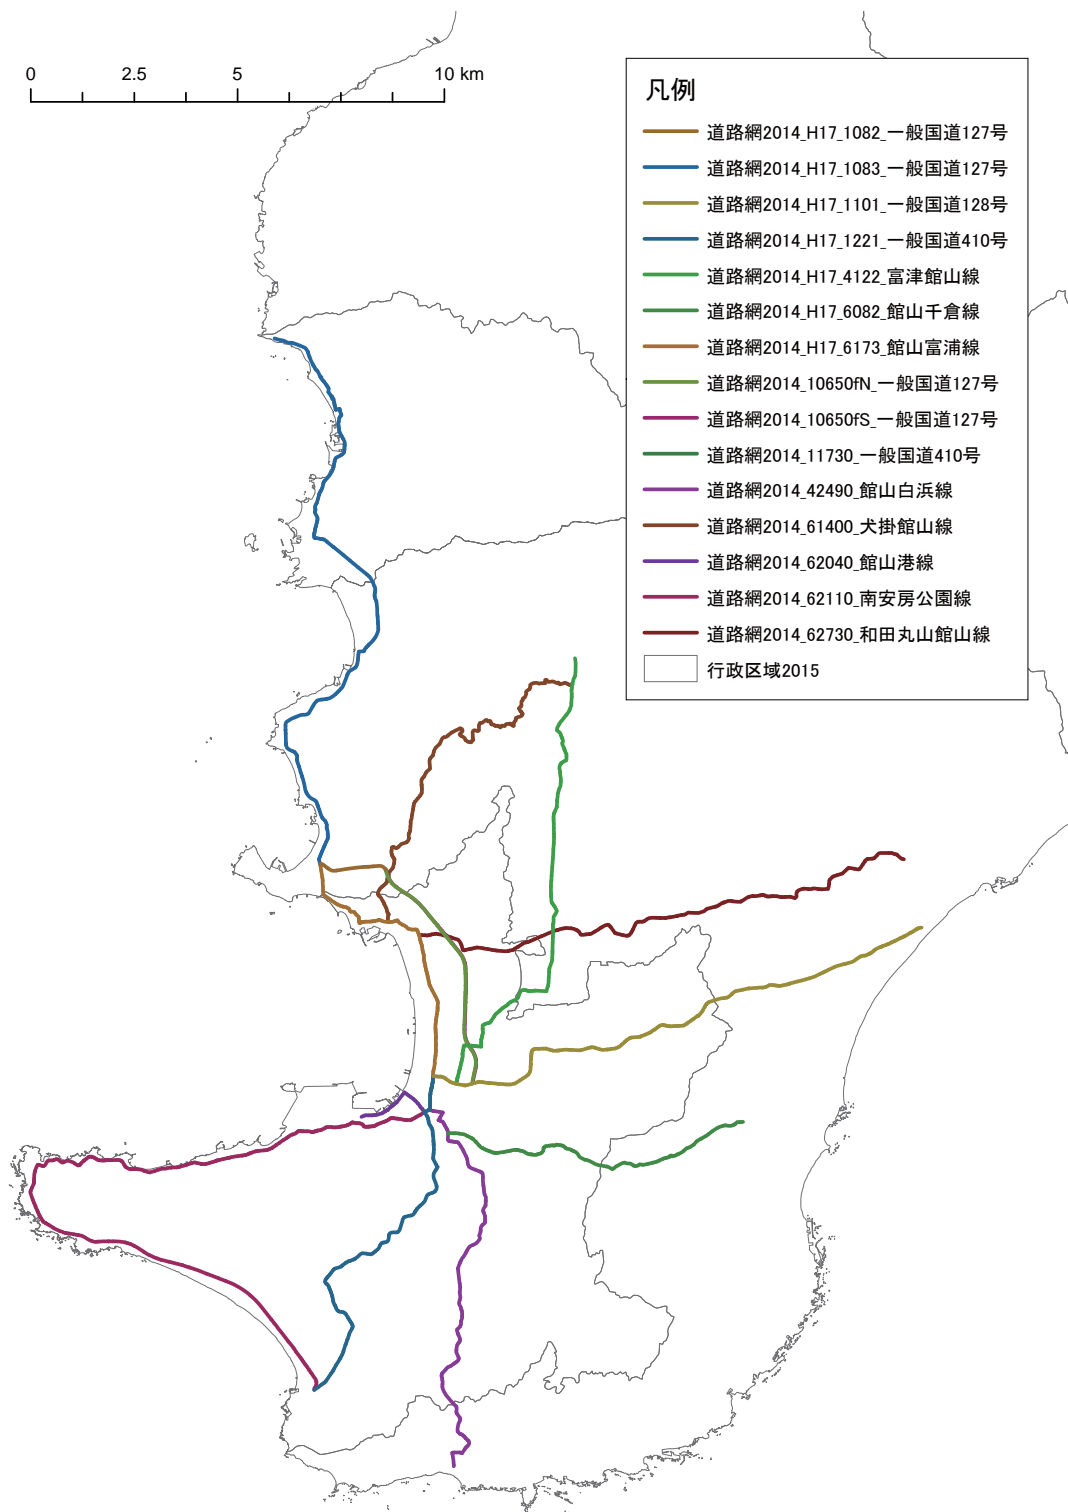 0 2.5 5 10 km
凡例
道路網2014_H17_1082_一般国道127号
道路網2014_H17_1083_一般国道127号
道路網2014_H17_1101_一般国道128号
道路網2014_H17_1221_一般国道410号
道路網2014_H17_4122_富津館山線
道路網2014_H17_6082_館山千倉線
道路網2014_H17_6173_館山富浦線
道路網2014_10650fN_一般国道127号
道路網2014_10650fS_一般国道127号
道路網2014_11730_一般国道410号
道路網2014_42490_館山白浜線
道路網2014_61400_犬掛館山線
道路網2014_62040_館山港線
道路網2014_62110_南安房公園線
道路網2014_62730_和田丸山館山線
行政区域2015